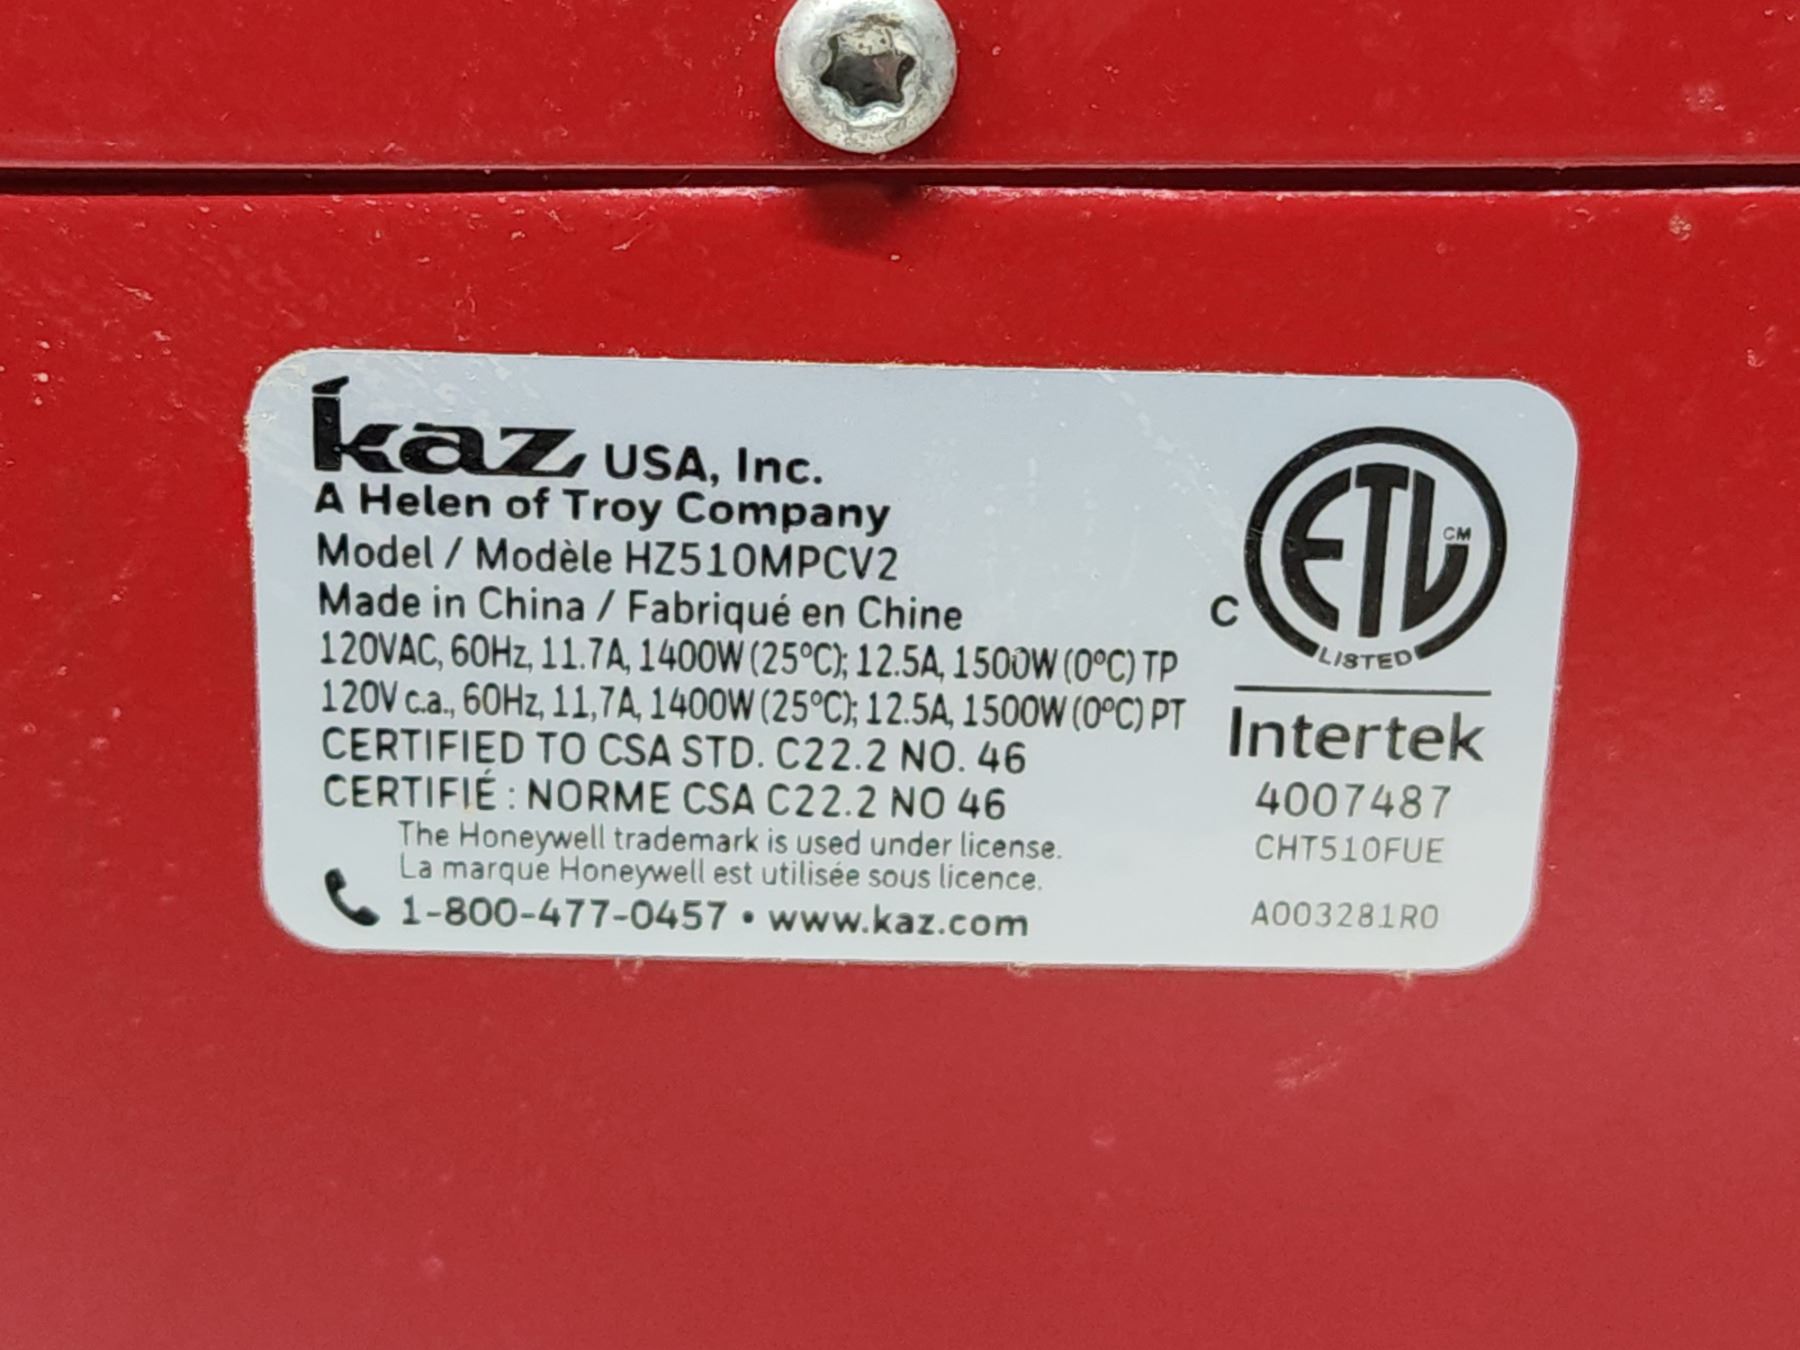 kaz USA, Inc.
A Helen of Troy Company
Model / Modèle HZ510MPCV2
Made in China / Fabriqué en Chine
120VAC, 60Hz, 11.7A, 1400W (25ºC); 12.5A, 1500W (0ºC) TP
120V c.a., 60Hz, 11,7A, 1400W (25ºC); 12.5A, 1500W (0ºC) PT
CERTIFIED TO CSA STD. C22.2 NO. 46
CERTIFIÉ : NORME CSA C22.2 NO 46
The Honeywell trademark is used under license.
La marque Honeywell est utilisée sous licence.
1-800-477-0457 • www.kaz.com
ETL CM
C
LISTED
Intertek
4007487
CHT510FUE
A003281R0